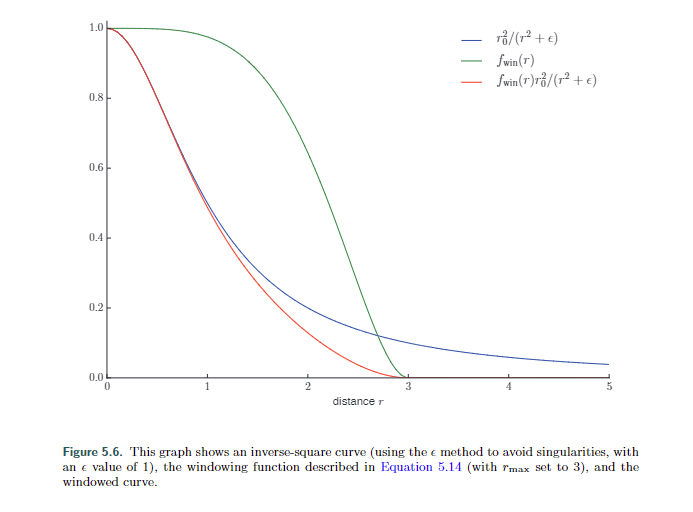 1.0
0.8
0.6
0.4
0.2
0.0
0 1 2 3 4 5
distance r
r₀²/(r² + ϵ)
f_win(r)
f_win(r)r₀²/(r² + ϵ)
Figure 5.6. This graph shows an inverse-square curve (using the ϵ method to avoid singularities, with
an ϵ value of 1), the windowing function described in Equation 5.14 (with r_max set to 3), and the
windowed curve.